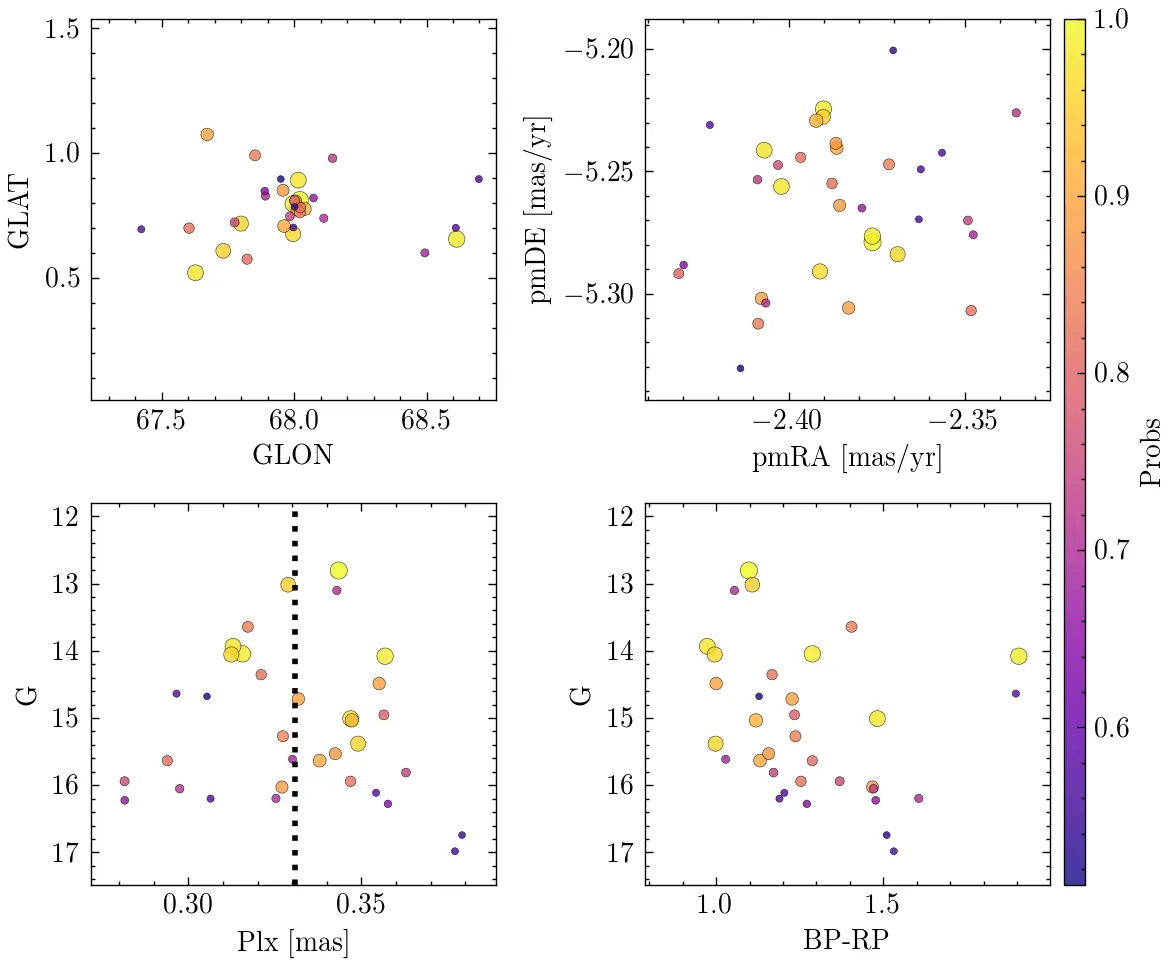 1.5
1.0
0.5
GLAT
67.5 68.0 68.5
GLON
−5.20
−5.25
−5.30
pmDE [mas/yr]
−2.40 −2.35
pmRA [mas/yr]
1.0
0.9
0.8
0.7
0.6
Probs
12
13
14
15
16
17
G
0.30 0.35
Plx [mas]
12
13
14
15
16
17
G
1.0 1.5
BP-RP